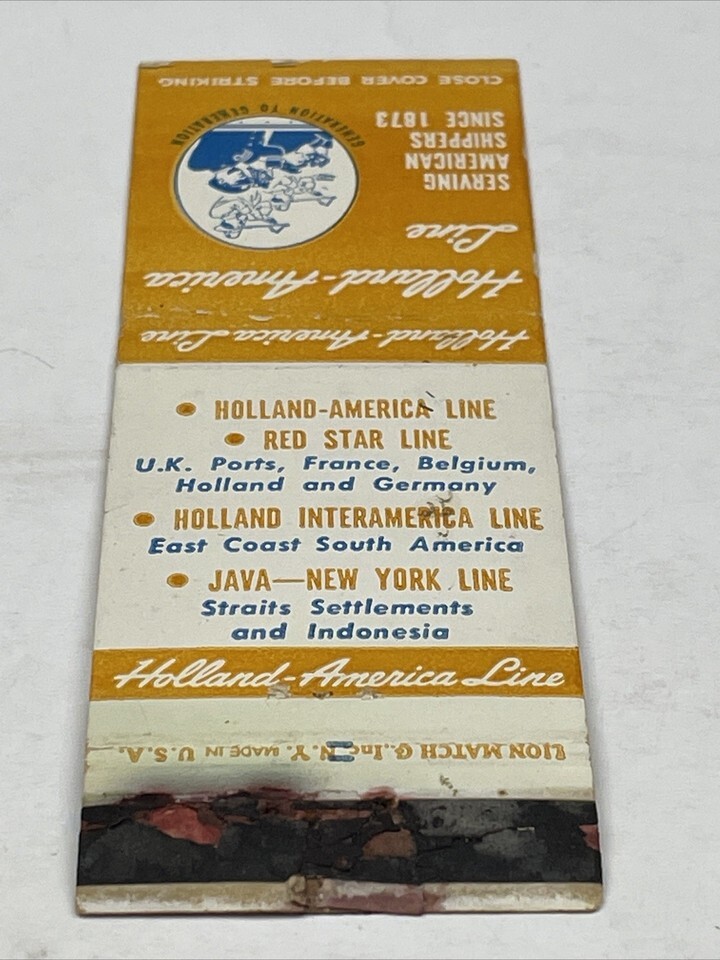 CLOSE COVER BEFORE STRIKING
GENERATION TO GENERATION
SERVING
AMERICAN
SHIPPERS
SINCE 1873
Holland-America
Line
Holland-America Line
HOLLAND-AMERICA LINE
RED STAR LINE
U.K. Ports, France, Belgium,
Holland and Germany
HOLLAND INTERAMERICA LINE
East Coast South America
JAVA—NEW YORK LINE
Straits Settlements
and Indonesia
Holland-America Line
LION MATCH Co., Inc. N.Y. MADE IN U.S.A.